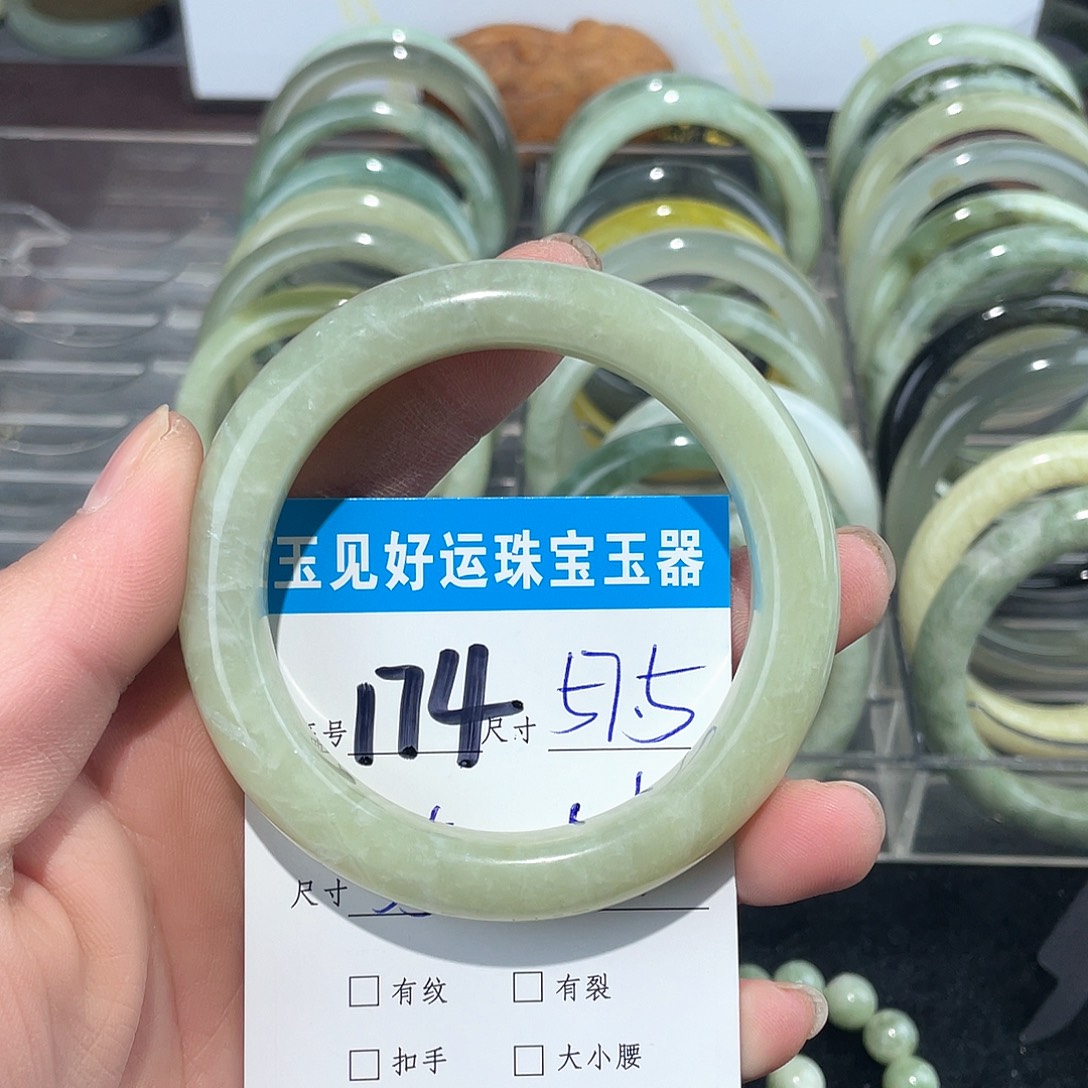 玉见好运珠宝玉器
号 174 尺寸 57.5
尺寸
□ 有纹 □ 有裂
□ 扣手 □ 大小腰